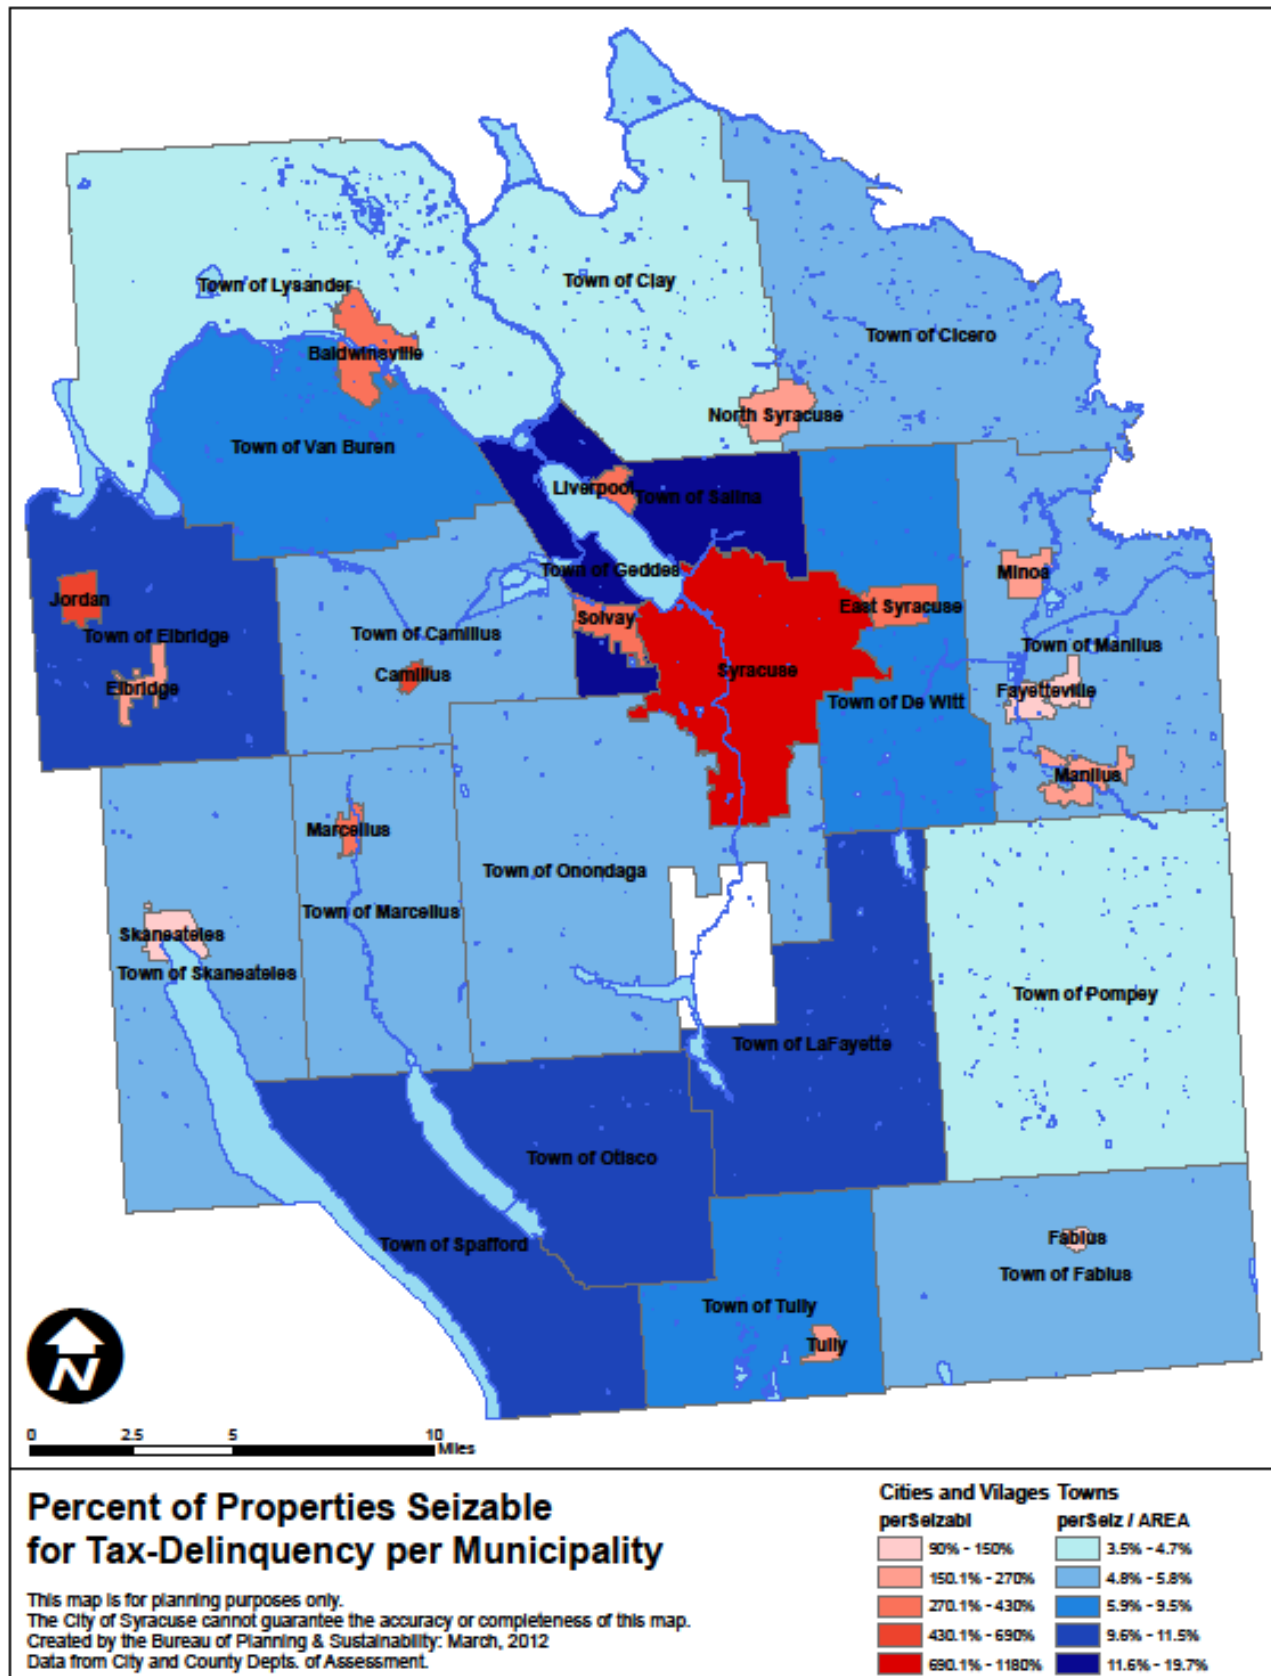 Town of Lysander
Town of Clay
Town of Cicero
Baldwinsville
North Syracuse
Town of Van Buren
Liverpool
Town of Salina
Town of Geddes
Minoa
Jordan
East Syracuse
Solvay
Town of Elbridge
Town of Camillus
Town of Manlius
Syracuse
Camillus
Elbridge
Fayetteville
Town of De Witt
Manlius
Marcellus
Town of Onondaga
Town of Marcellus
Skaneateles
Town of Skaneateles
Town of Pompey
Town of LaFayette
Town of Otisco
Fabius
Town of Spafford
Town of Fabius
Town of Tully
Tully
N
0 2.5 5 10
Miles
Percent of Properties Seizable
for Tax-Delinquency per Municipality
This map is for planning purposes only.
The City of Syracuse cannot guarantee the accuracy or completeness of this map.
Created by the Bureau of Planning & Sustainability: March, 2012
Data from City and County Depts. of Assessment.
Cities and Vilages Towns
perSeizabl perSeiz / AREA
90% - 150% 3.5% - 4.7%
150.1% - 270% 4.8% - 5.8%
270.1% - 430% 5.9% - 9.5%
430.1% - 690% 9.6% - 11.5%
690.1% - 1180% 11.6% - 19.7%